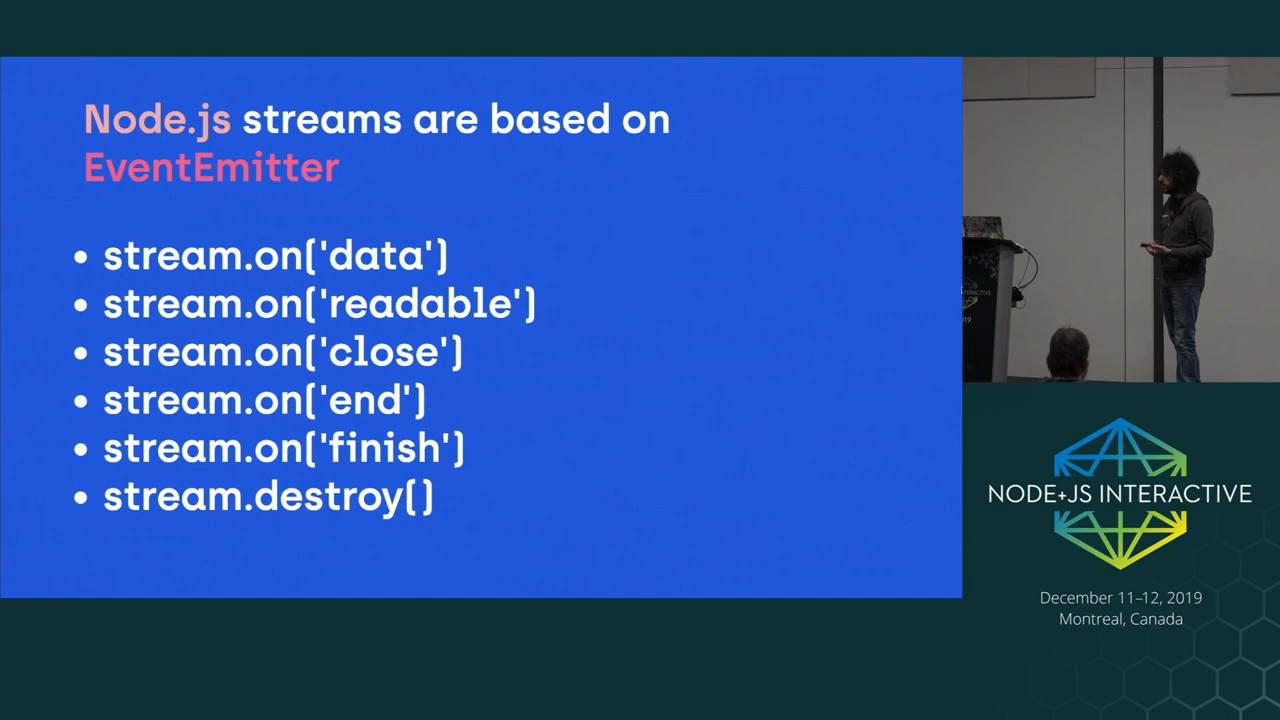 Node.js streams are based on
EventEmitter
• stream.on('data')
• stream.on('readable')
• stream.on('close')
• stream.on('end')
• stream.on('finish')
• stream.destroy()
INTERACTIVE
NODE+JS INTERACTIVE
December 11–12, 2019
Montreal, Canada